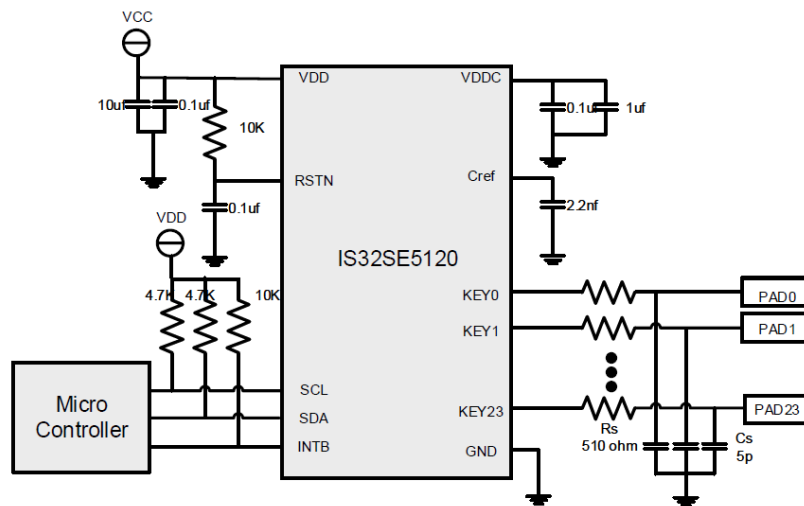 VCC
VDD
VDDC
10uf
0.1uf
10K
0.1uf
1uf
RSTN
Cref
0.1uf
2.2nf
VDD
IS32SE5120
4.7K
4.7K
10K
KEY0
PAD0
KEY1
PAD1
Micro
Controller
SCL
SDA
INTB
KEY23
PAD23
Rs
510 ohm
Cs
5p
GND